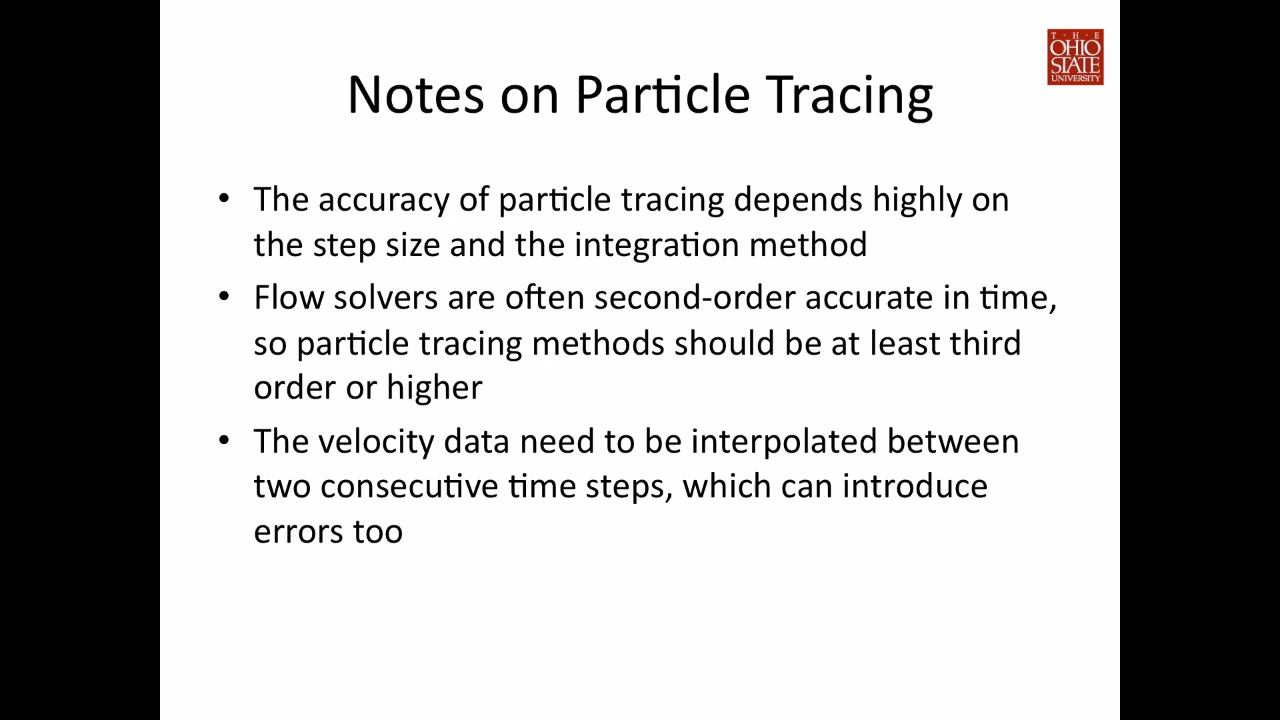 T · H · E
OHIO
STATE
UNIVERSITY
Notes on Particle Tracing
• The accuracy of particle tracing depends highly on
the step size and the integration method
• Flow solvers are often second-order accurate in time,
so particle tracing methods should be at least third
order or higher
• The velocity data need to be interpolated between
two consecutive time steps, which can introduce
errors too